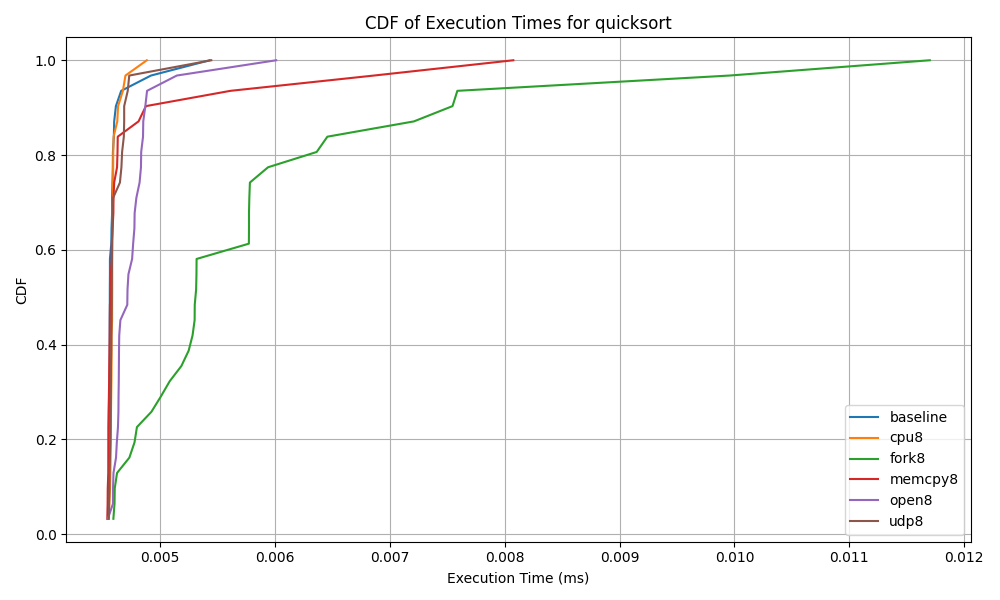 CDF of Execution Times for quicksort
1.0
0.8
0.6
0.4
0.2
0.0
CDF
0.005
0.006
0.007
0.008
0.009
0.010
0.011
0.012
Execution Time (ms)
baseline
cpu8
fork8
memcpy8
open8
udp8